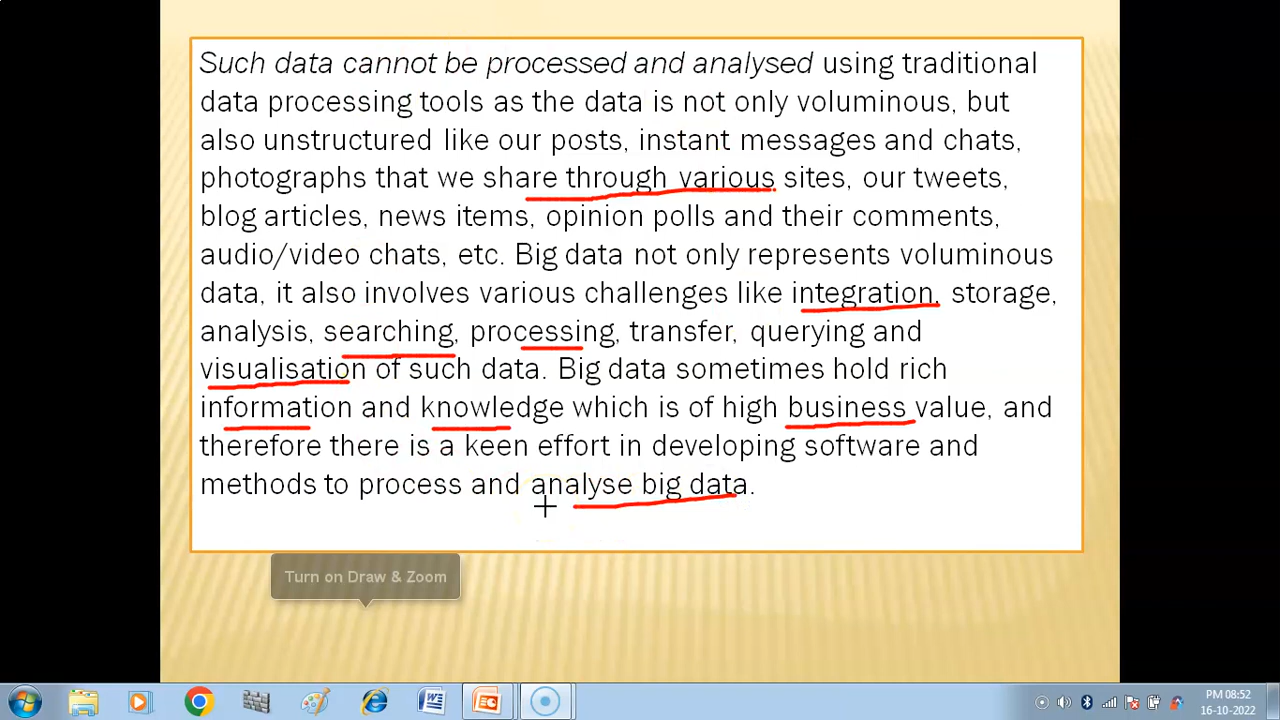 Such data cannot be processed and analysed using traditional
data processing tools as the data is not only voluminous, but
also unstructured like our posts, instant messages and chats,
photographs that we share through various sites, our tweets,
blog articles, news items, opinion polls and their comments,
audio/video chats, etc. Big data not only represents voluminous
data, it also involves various challenges like integration, storage,
analysis, searching, processing, transfer, querying and
visualisation of such data. Big data sometimes hold rich
information and knowledge which is of high business value, and
therefore there is a keen effort in developing software and
methods to process and analyse big data.
Turn on Draw & Zoom
PM 08:52
16-10-2022